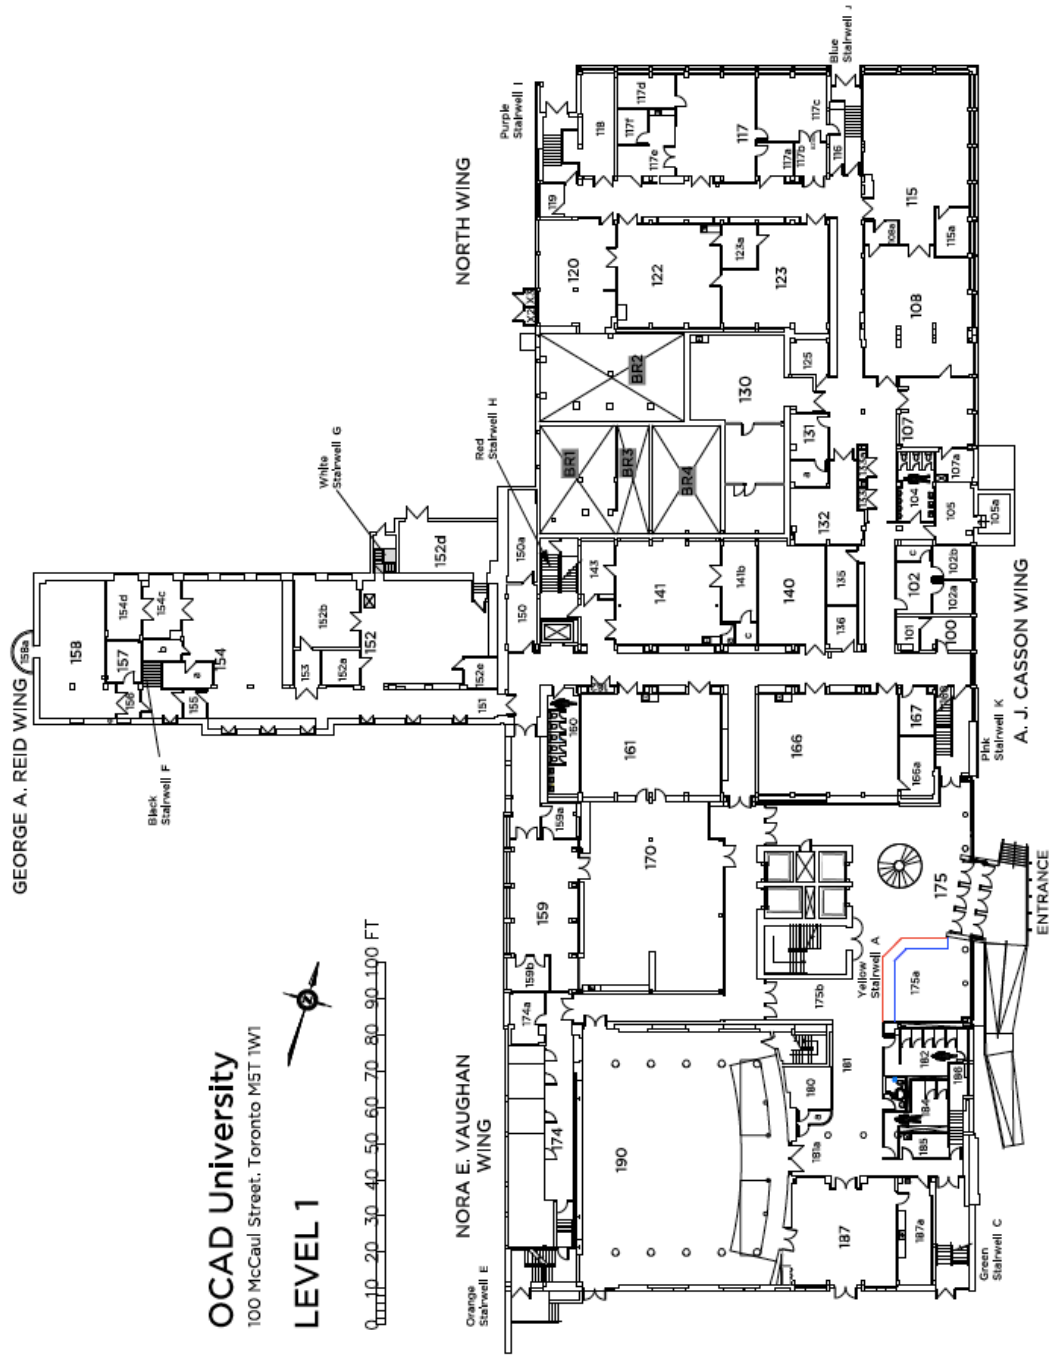 OCAD University
100 McCaul Street, Toronto M5T 1W1
LEVEL 1
0 10 20 30 40 50 60 70 80 90 100 FT
Z
GEORGE A. REID WING
158a
158
157
156
155
154d
154c
b
154
a
153
152b
152a
152
152e
152d
151
150
150a
Black
Stairwell F
White
Stairwell G
Red
Stairwell H
NORTH WING
Purple
Stairwell I
Blue
Stairwell J
118
117d
117f
117e
117
117c
117a
117b
116
119
120
122
123a
123
X2
X3
115
115a
108a
108
BR2
BR1
BR3
BR4
130
125
131
a
132
133
133a
107
107a
104
105
105a
143
141
141b
c
140
135
136
102
c
102b
102a
101
100
A. J. CASSON WING
Pink
Stairwell K
160
161
166
167
166a
159a
159
159b
170
175
ENTRANCE
Yellow
Stairwell A
175a
175b
NORA E. VAUGHAN
WING
174a
174
190
180
a
181
181a
182
184
185
186
187
187a
Orange
Stairwell E
Green
Stairwell C